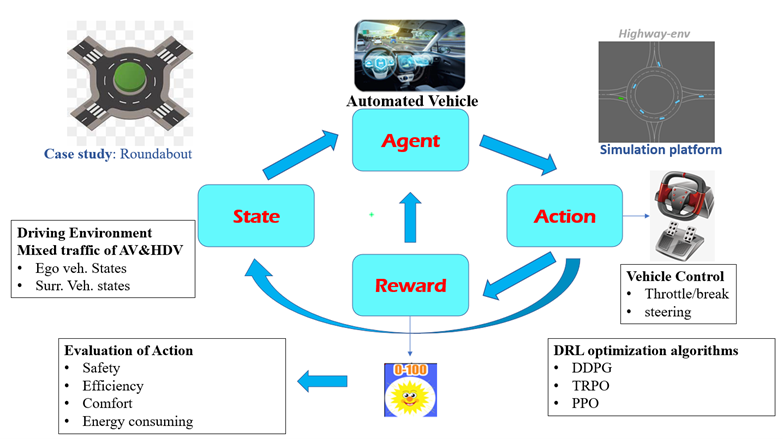 Highway-env
Automated Vehicle
Case study: Roundabout
Simulation platform
Agent
State
Action
Reward
Driving Environment
Mixed traffic of AV&HDV
• Ego veh. States
• Surr. Veh. states
Vehicle Control
• Throttle/break
• steering
Evaluation of Action
• Safety
• Efficiency
• Comfort
• Energy consuming
0-100
DRL optimization algorithms
• DDPG
• TRPO
• PPO